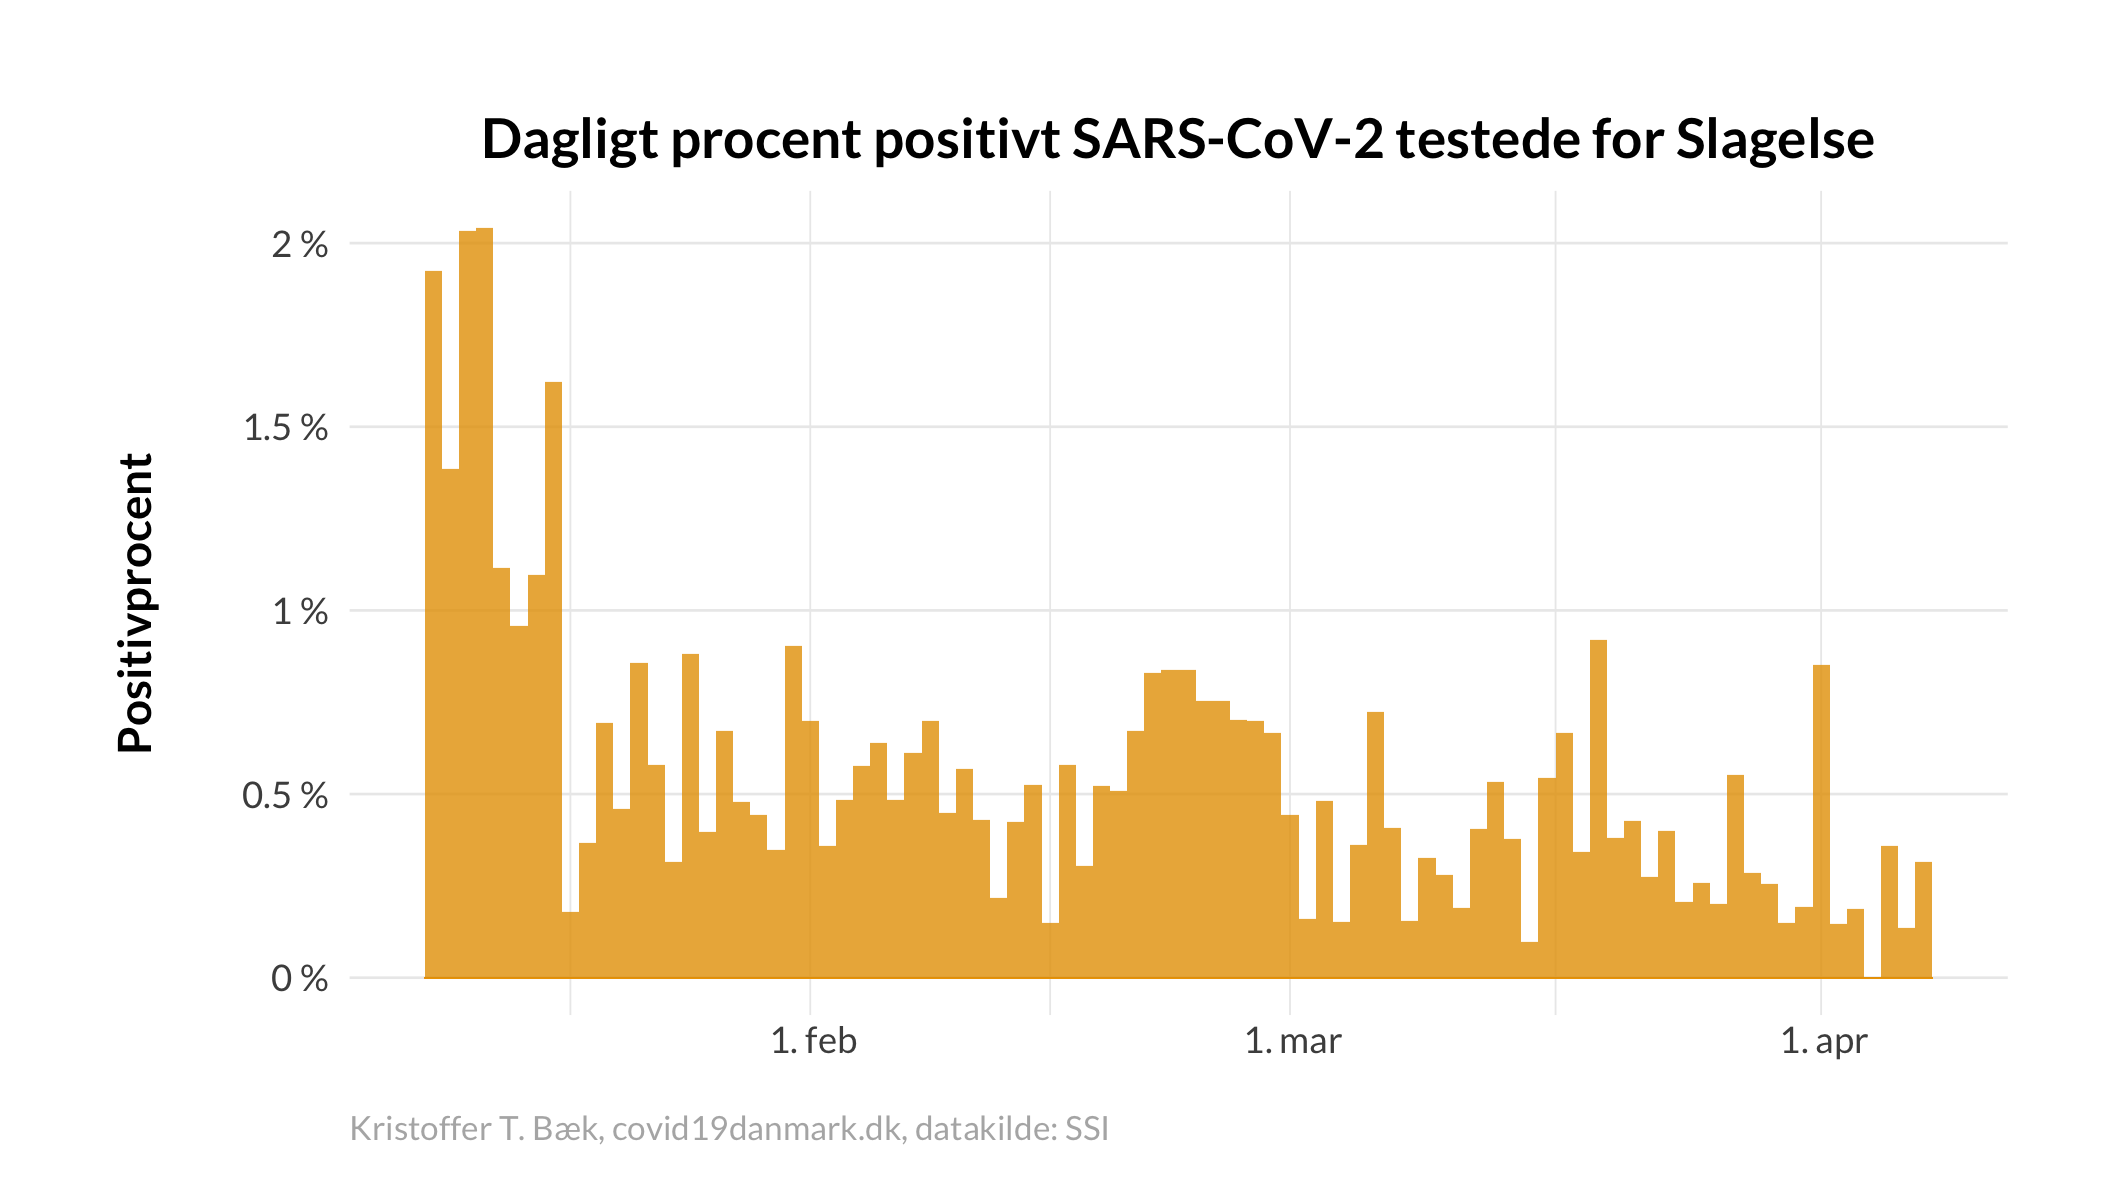 Dagligt procent positivt SARS-CoV-2 testede for Slagelse
Positivprocent
2 %
1.5 %
1 %
0.5 %
0 %
1. feb
1. mar
1. apr
Kristoffer T. Bæk, covid19danmark.dk, datakilde: SSI